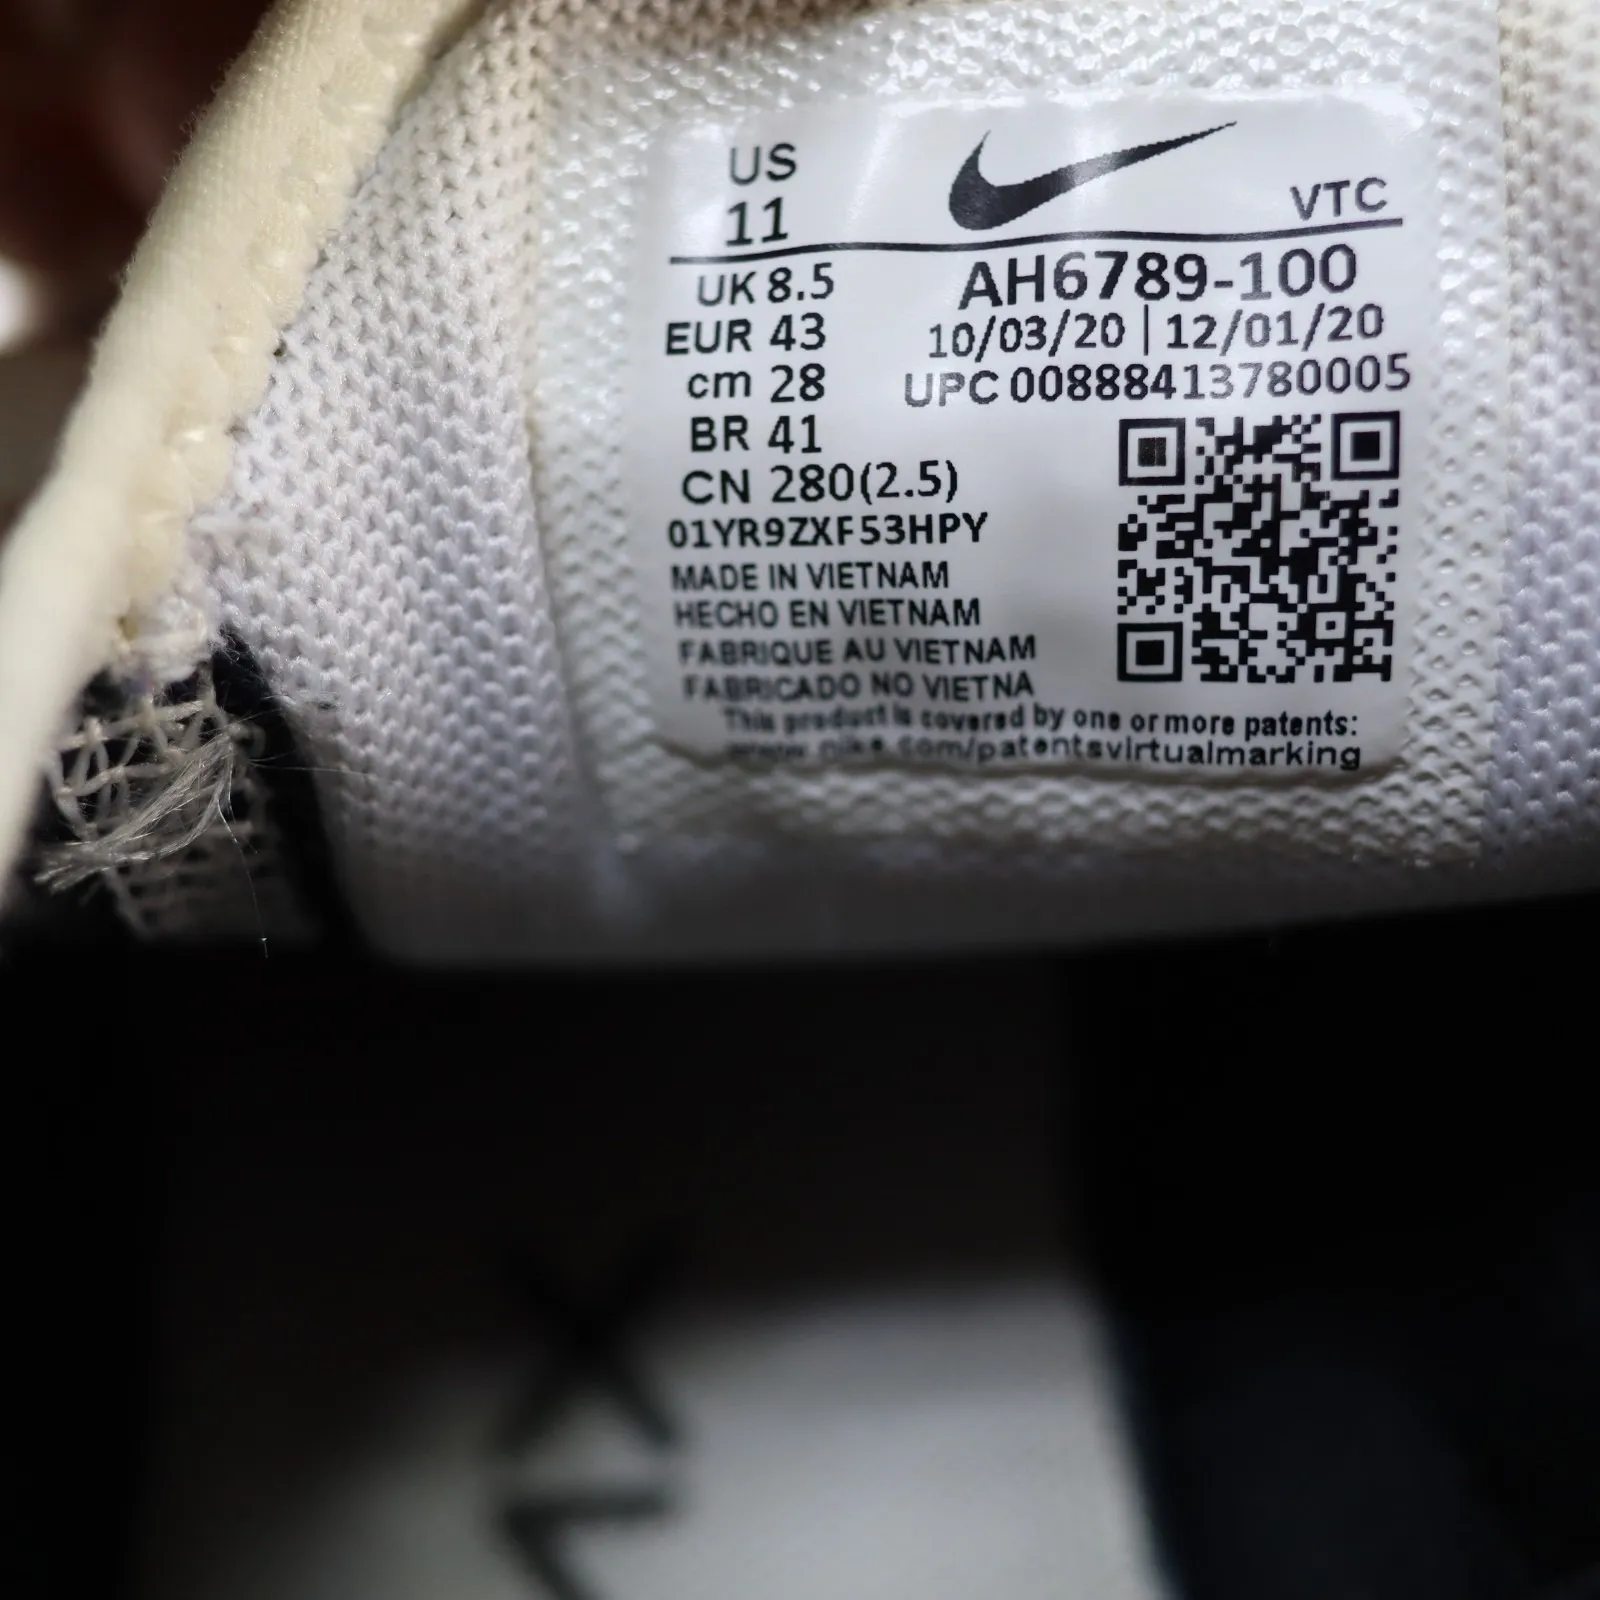 US
11
VTC
UK 8.5
EUR 43
cm 28
BR 41
CN 280(2.5)
AH6789-100
10/03/20 | 12/01/20
UPC 00888413780005
01YR9ZXF53HPY
MADE IN VIETNAM
HECHO EN VIETNAM
FABRIQUE AU VIETNAM
FABRICADO NO VIETNA
This product is covered by one or more patents:
www.nike.com/patentsvirtualmarking